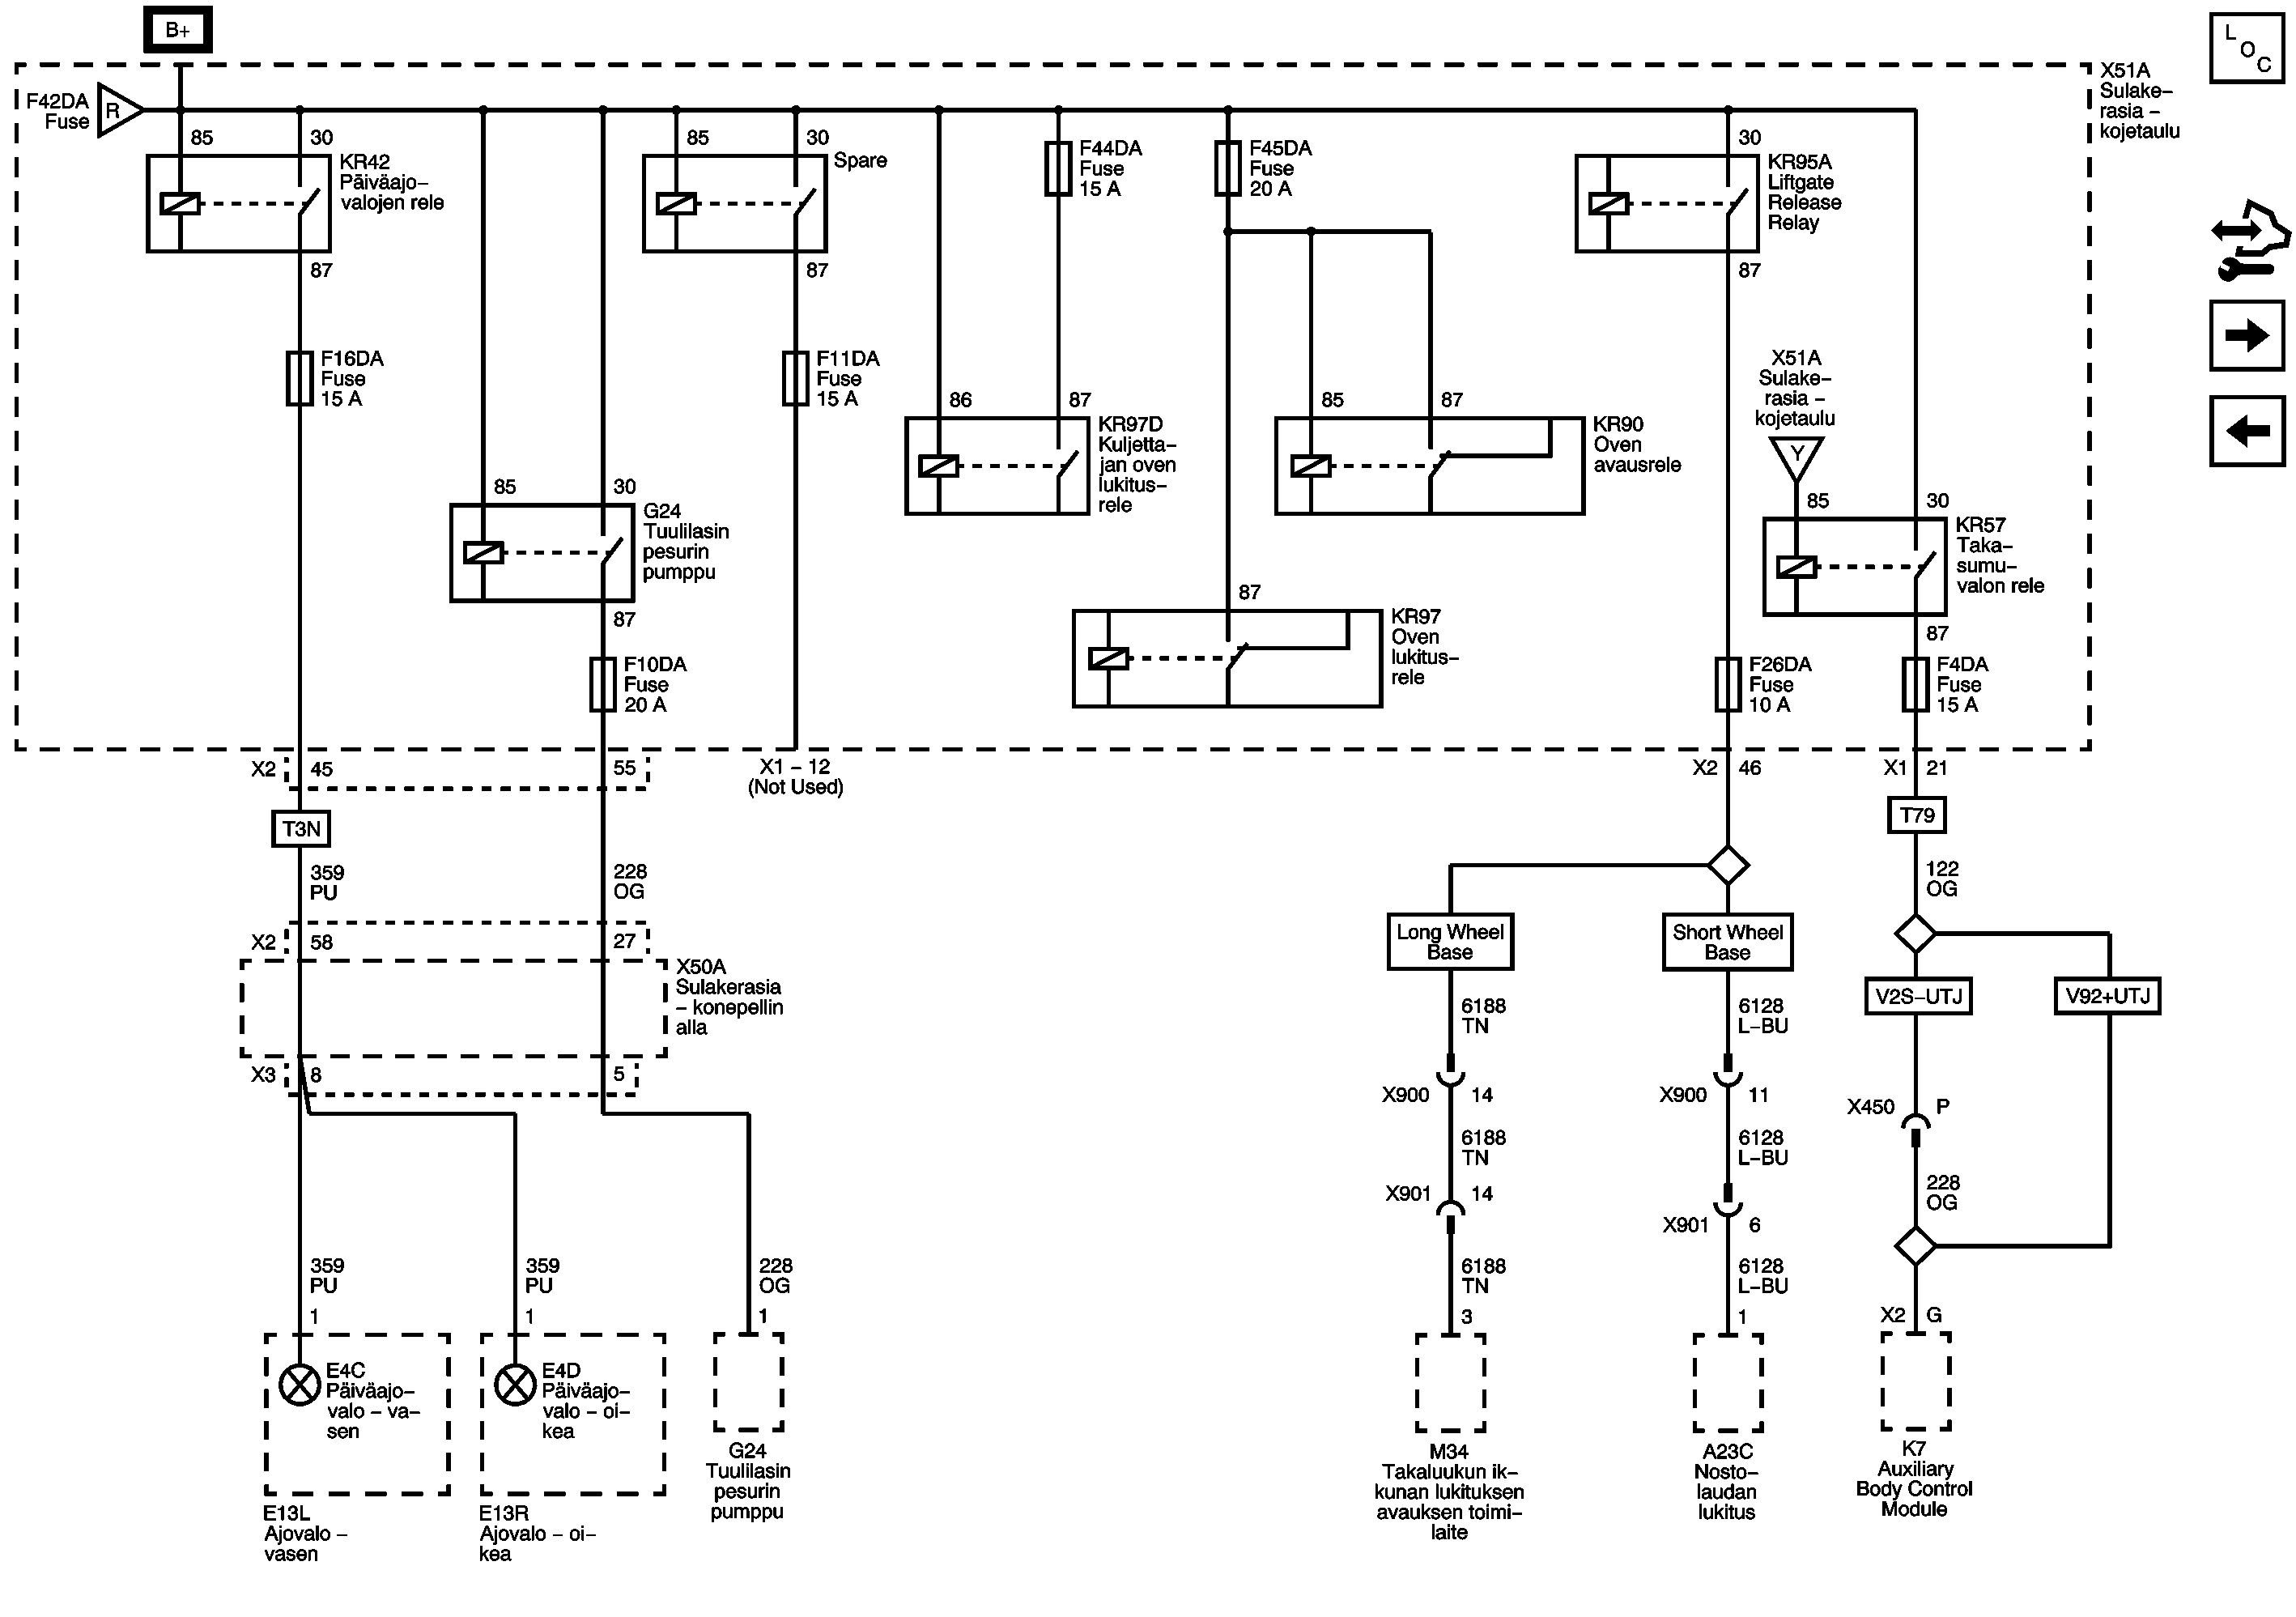 B+
L
O
C
F42DA
Fuse
R
X51A
Sulake–
rasia –
kojetaulu
85
30
KR42
Päiväajo–
valojen rele
87
F16DA
Fuse
15 A
85
30
G24
Tuulilasin
pesurin
pumppu
87
F10DA
Fuse
20 A
85
30
Spare
87
F11DA
Fuse
15 A
F44DA
Fuse
15 A
86
87
KR97D
Kuljetta–
jan oven
lukitus–
rele
F45DA
Fuse
20 A
85
87
KR90
Oven
avausrele
87
KR97
Oven
lukitus–
rele
30
KR95A
Liftgate
Release
Relay
87
F26DA
Fuse
10 A
X51A
Sulake–
rasia –
kojetaulu
Y
85
30
KR57
Taka–
sumu–
valon rele
87
F4DA
Fuse
15 A
X2
45
55
X1 – 12
(Not Used)
X2
46
X1
21
T3N
T79
359
PU
228
OG
122
OG
X2
58
27
X50A
Sulakerasia
– konepellin
alla
X3
8
5
Long Wheel
Base
Short Wheel
Base
V2S–UTJ
V92+UTJ
6188
TN
6128
L–BU
X900
14
X900
11
X450
P
6188
TN
6128
L–BU
X901
14
X901
6
228
OG
359
PU
359
PU
228
OG
6188
TN
6128
L–BU
1
1
1
3
1
X2
G
E4C
Päiväajo–
valo – va–
sen
E4D
Päiväajo–
valo – oi–
kea
E13L
Ajovalo –
vasen
E13R
Ajovalo – oi–
kea
G24
Tuulilasin
pesurin
pumppu
M34
Takaluukun ik–
kunan lukituksen
avauksen toimi–
laite
A23C
Nosto–
laudan
lukitus
K7
Auxiliary
Body Control
Module